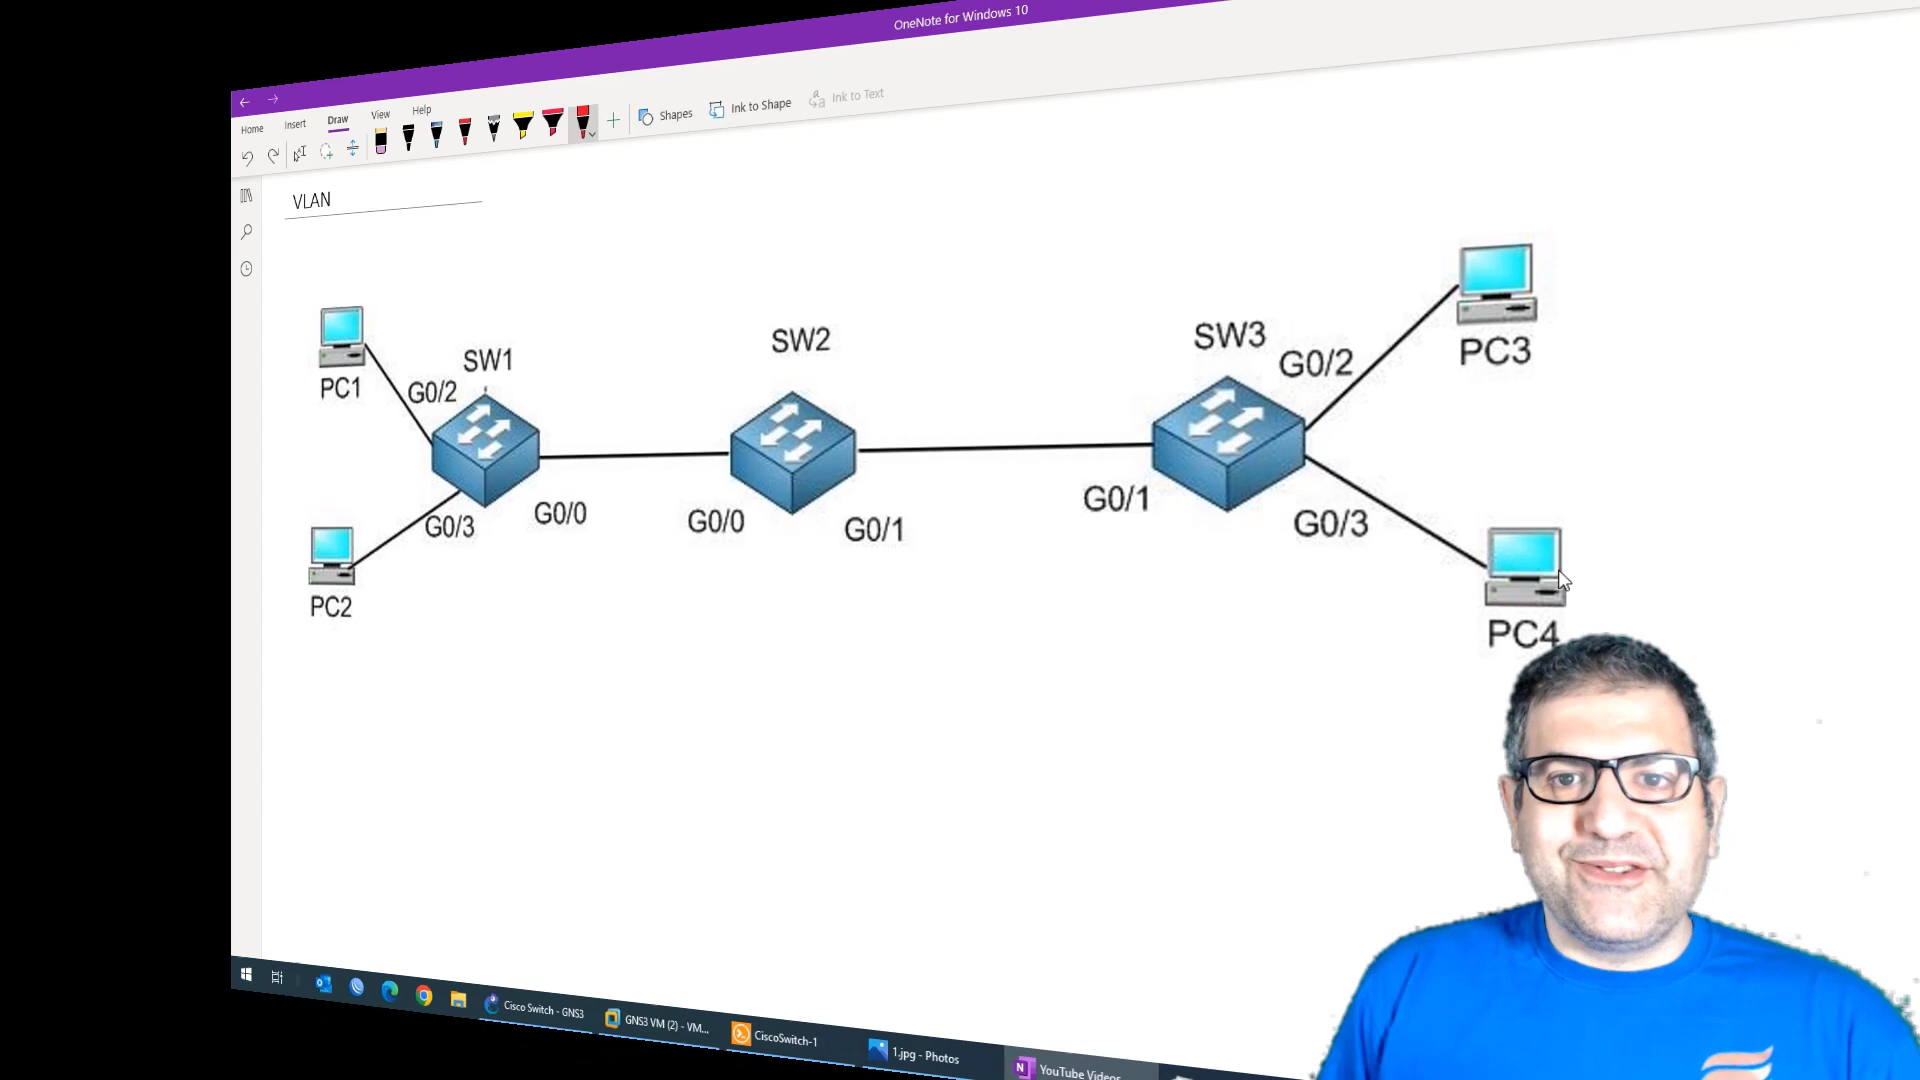 OneNote for Windows 10
Home Insert Draw View Help
Shapes Ink to Shape Ink to Text
VLAN
PC1
G0/2
SW1
SW2
SW3
G0/2
PC3
G0/3
G0/0
G0/0
G0/1
G0/1
G0/3
PC2
PC4
Cisco Switch - GNS3
GNS3 VM (2) - VM...
CiscoSwitch-1
1.jpg - Photos
YouTube Videos